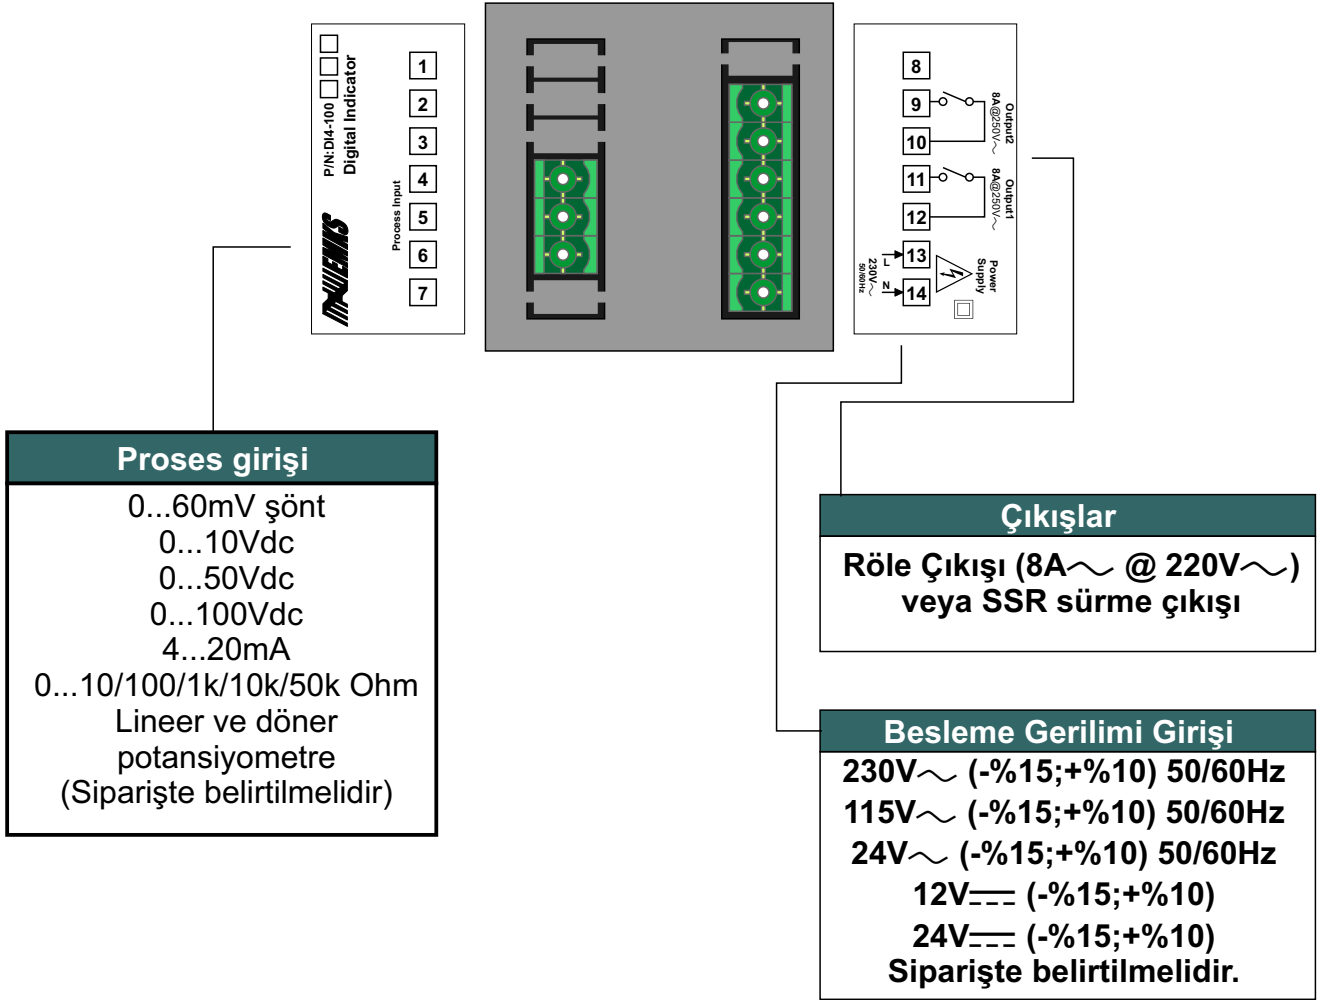 P/N:DI4-100
Digital Indicator
Process Input
EMKS
1
2
3
4
5
6
7
8
9
10
11
12
13
14
Output2
8A@250V～
Output1
8A@250V～
Power
Supply
L
N
230V～
50/60Hz
Proses girişi
0...60mV şönt
0...10Vdc
0...50Vdc
0...100Vdc
4...20mA
0...10/100/1k/10k/50k Ohm
Lineer ve döner
potansiyometre
(Siparişte belirtilmelidir)
Çıkışlar
Röle Çıkışı (8A～ @ 220V～)
veya SSR sürme çıkışı
Besleme Gerilimi Girişi
230V～ (-%15;+%10) 50/60Hz
115V～ (-%15;+%10) 50/60Hz
24V～ (-%15;+%10) 50/60Hz
12V⎓ (-%15;+%10)
24V⎓ (-%15;+%10)
Siparişte belirtilmelidir.